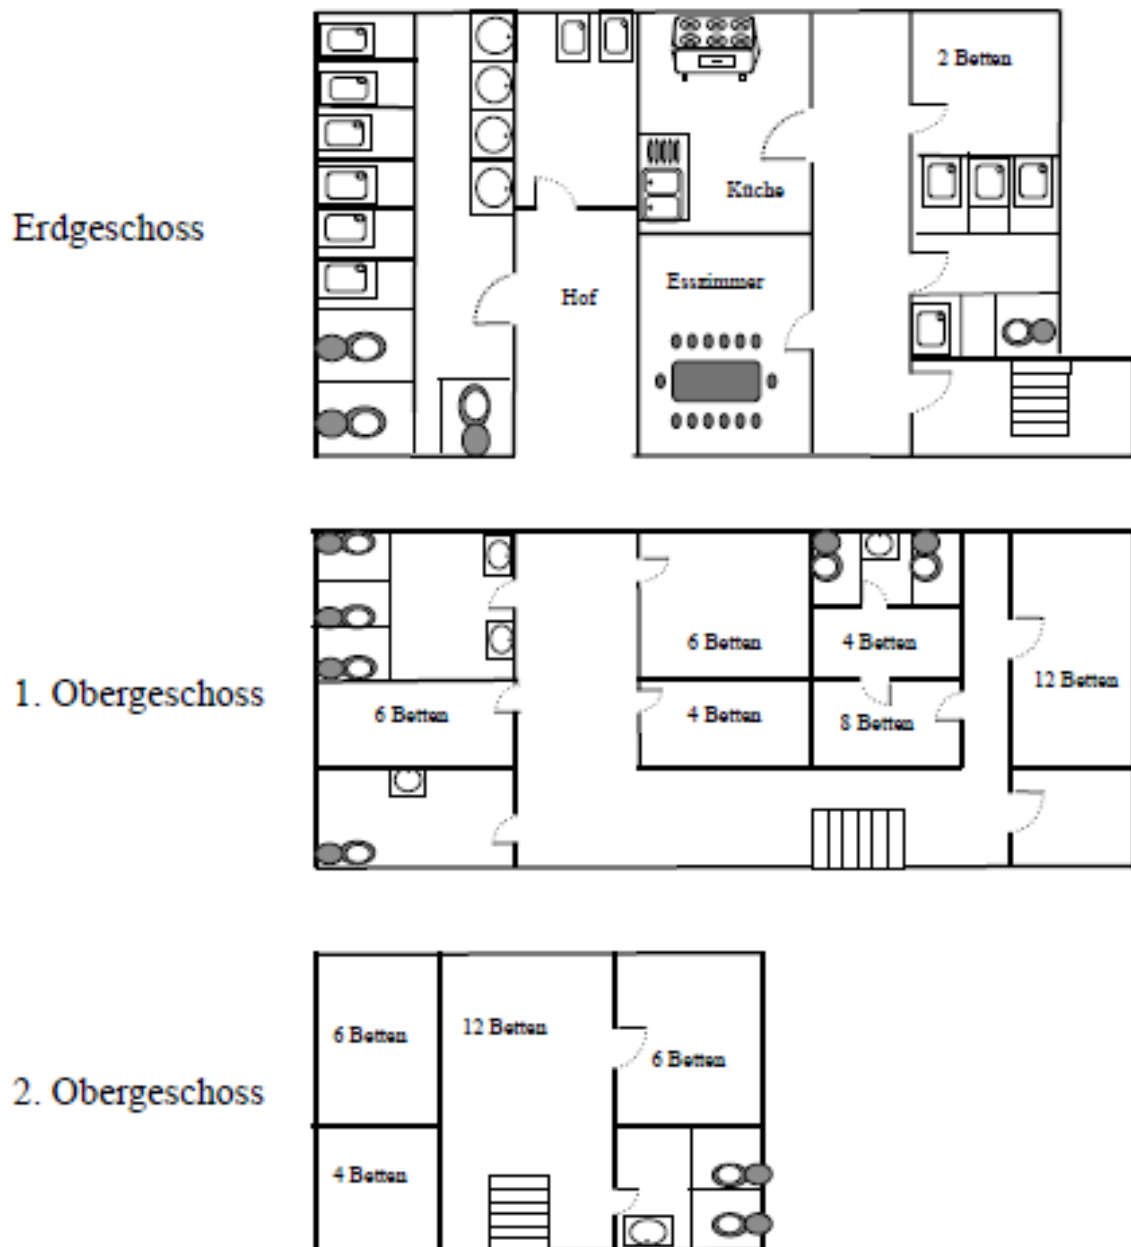 2 Betten
Küche
Erdgeschoss
Hof
Esszimmer
6 Betten
4 Betten
12 Betten
1. Obergeschoss
6 Betten
4 Betten
8 Betten
12 Betten
6 Betten
6 Betten
2. Obergeschoss
4 Betten